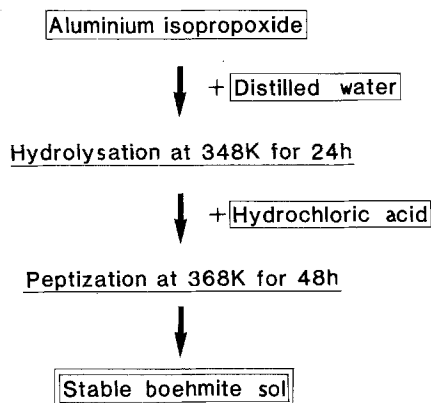 Aluminium isopropoxide
+ Distilled water
Hydrolysation at 348K for 24h
+ Hydrochloric acid
Peptization at 368K for 48h
Stable boehmite sol